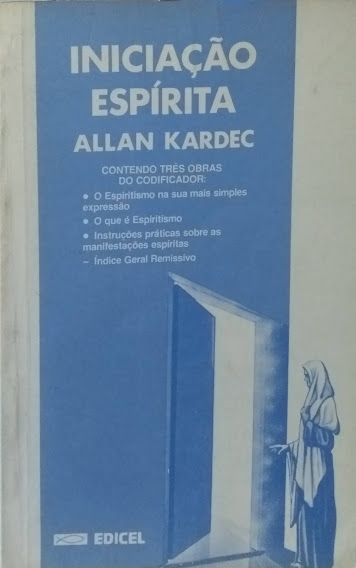 INICIAÇÃO
ESPÍRITA
ALLAN KARDEC
CONTENDO TRÊS OBRAS
DO CODIFICADOR:
● O Espiritismo na sua mais simples
expressão
● O que é Espiritismo
● Instruções práticas sobre as
manifestações espíritas
– Índice Geral Remissivo
EDICEL